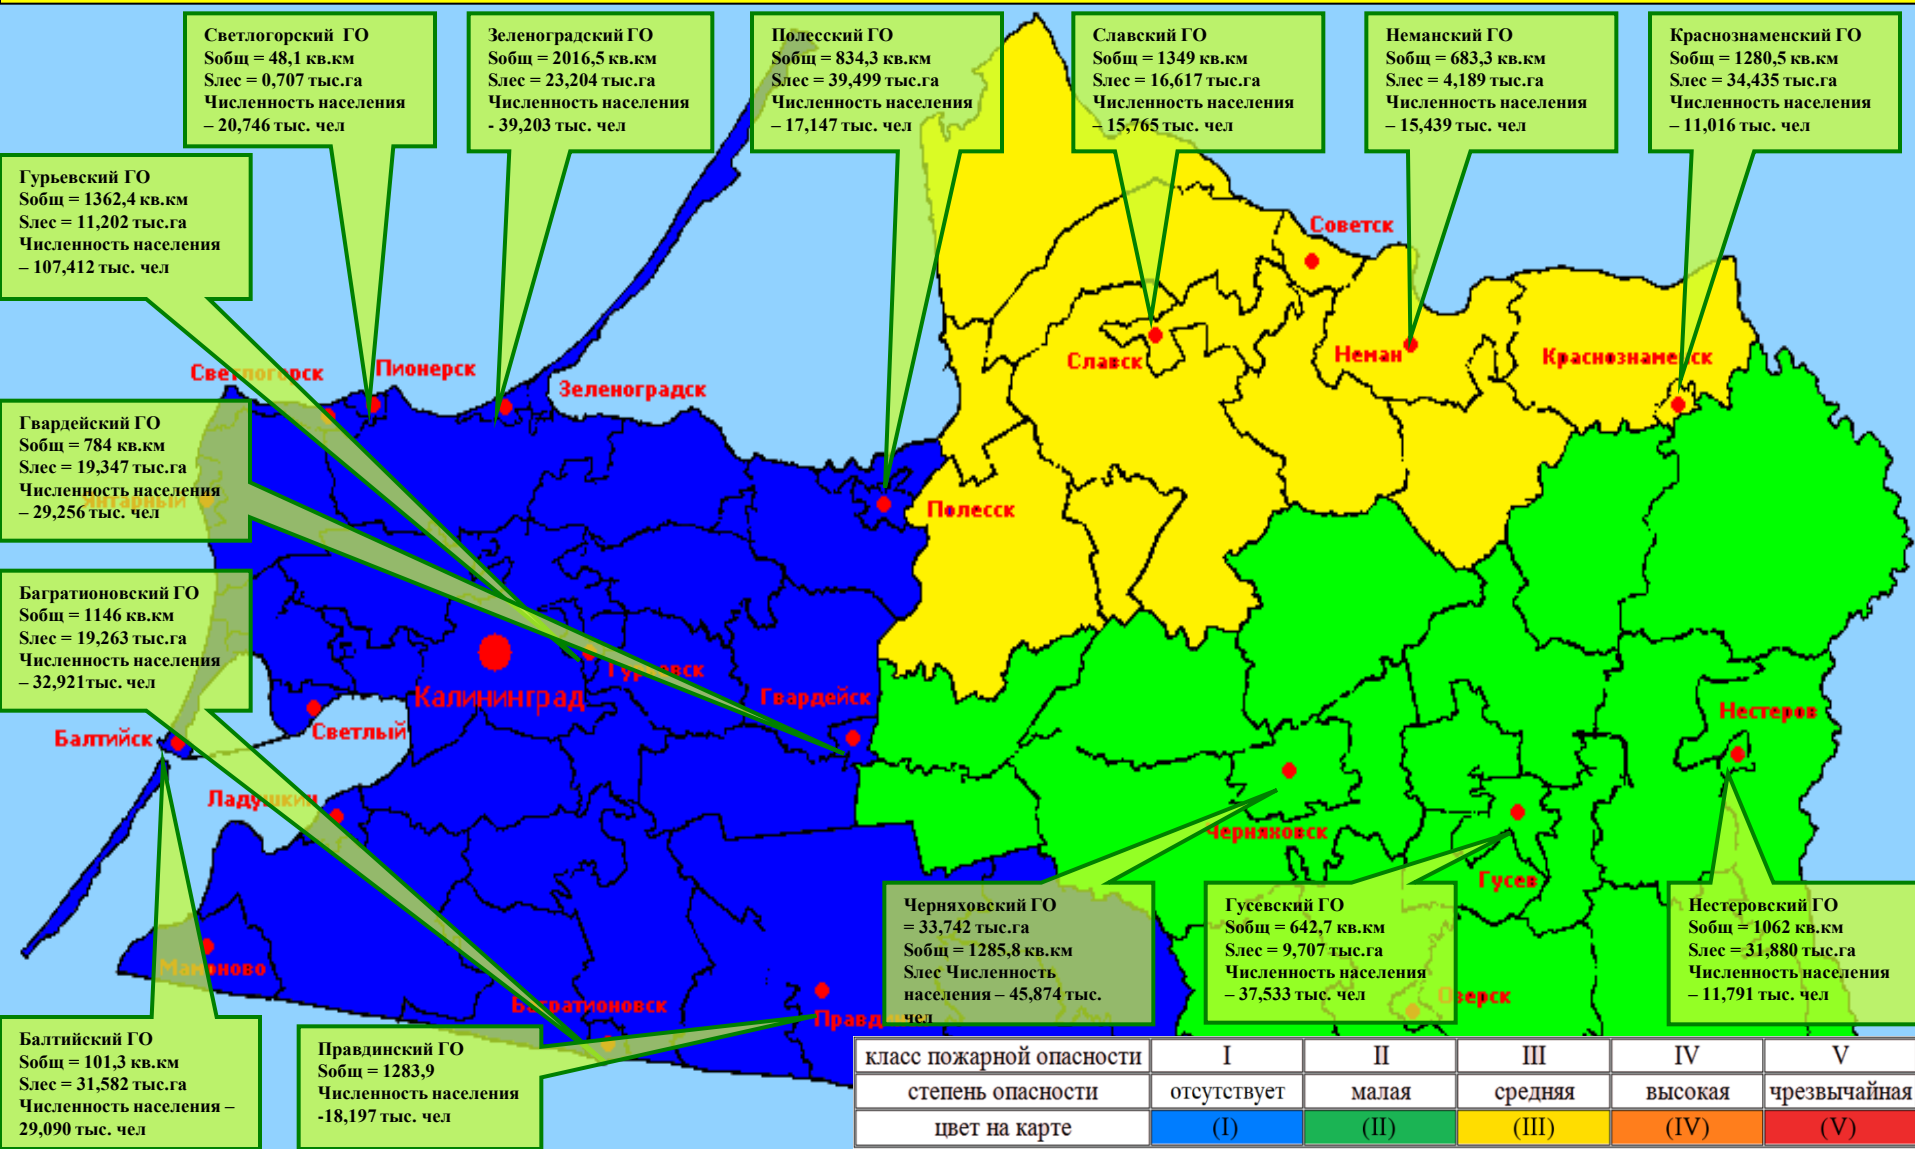 Светлогорский ГО
Sобщ = 48,1 кв.км
Sлес = 0,707 тыс.га
Численность населения
– 20,746 тыс. чел
Зеленоградский ГО
Sобщ = 2016,5 кв.км
Sлес = 23,204 тыс.га
Численность населения
- 39,203 тыс. чел
Полесский ГО
Sобщ = 834,3 кв.км
Sлес = 39,499 тыс.га
Численность населения
– 17,147 тыс. чел
Славский ГО
Sобщ = 1349 кв.км
Sлес = 16,617 тыс.га
Численность населения
– 15,765 тыс. чел
Неманский ГО
Sобщ = 683,3 кв.км
Sлес = 4,189 тыс.га
Численность населения
– 15,439 тыс. чел
Краснознаменский ГО
Sобщ = 1280,5 кв.км
Sлес = 34,435 тыс.га
Численность населения
– 11,016 тыс. чел
Гурьевский ГО
Sобщ = 1362,4 кв.км
Sлес = 11,202 тыс.га
Численность населения
– 107,412 тыс. чел
Советск
Славск
Неман
Краснознаменск
Светлогорск
Пионерск
Зеленоградск
Гвардейский ГО
Sобщ = 784 кв.км
Sлес = 19,347 тыс.га
Численность населения
– 29,256 тыс. чел
Янтарный
Полесск
Багратионовский ГО
Sобщ = 1146 кв.км
Sлес = 19,263 тыс.га
Численность населения
– 32,921тыс. чел
Гурьевск
Калининград
Гвардейск
Нестеров
Балтийск
Светлый
Ладушкин
Черняховск
Гусев
Мамоново
Багратионовск
Озерск
Черняховский ГО
= 33,742 тыс.га
Sобщ = 1285,8 кв.км
Sлес Численность
населения – 45,874 тыс.
чел
Гусевский ГО
Sобщ = 642,7 кв.км
Sлес = 9,707 тыс.га
Численность населения
– 37,533 тыс. чел
Нестеровский ГО
Sобщ = 1062 кв.км
Sлес = 31,880 тыс.га
Численность населения
– 11,791 тыс. чел
Балтийский ГО
Sобщ = 101,3 кв.км
Sлес = 31,582 тыс.га
Численность населения –
29,090 тыс. чел
Правдинский ГО
Sобщ = 1283,9
Численность населения
-18,197 тыс. чел
класс пожарной опасности I II III IV V
степень опасности отсутствует малая средняя высокая чрезвычайная
цвет на карте (I) (II) (III) (IV) (V)